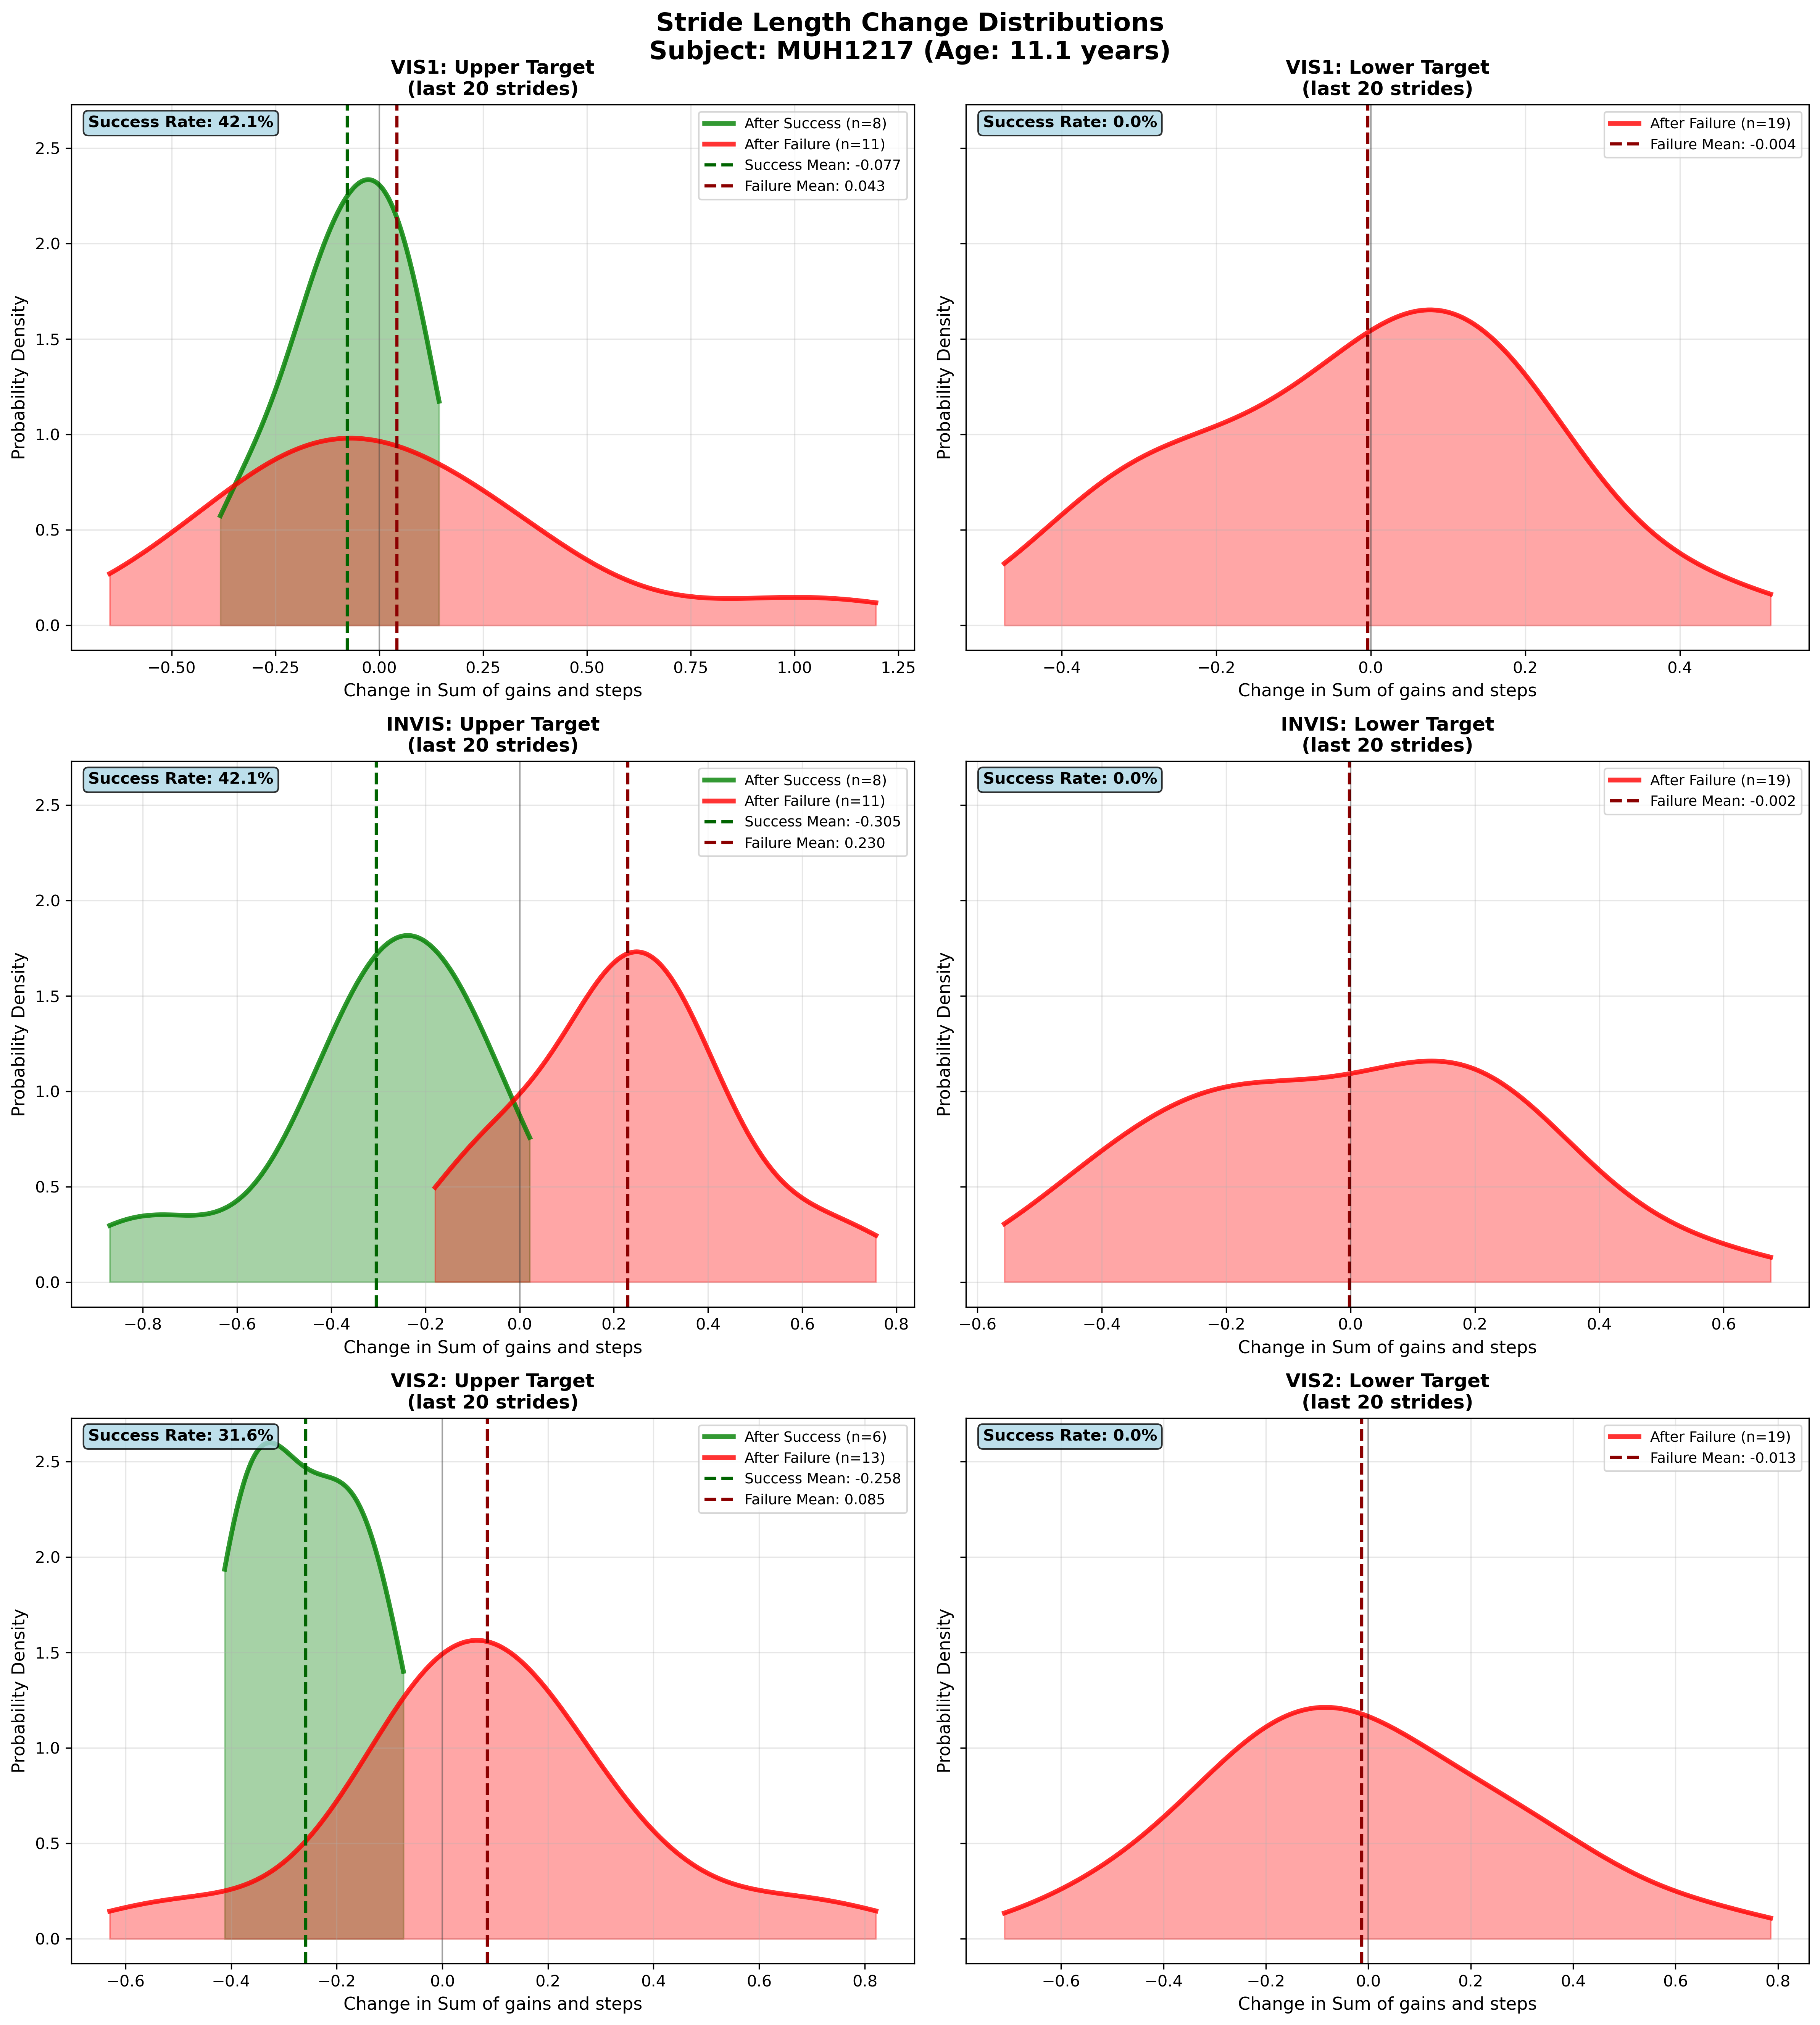 Stride Length Change Distributions
Subject: MUH1217 (Age: 11.1 years)
VIS1: Upper Target
(last 20 strides)
Success Rate: 42.1%
After Success (n=8)
After Failure (n=11)
Success Mean: -0.077
Failure Mean: 0.043
Probability Density
2.5
2.0
1.5
1.0
0.5
0.0
−0.50 −0.25 0.00 0.25 0.50 0.75 1.00 1.25
Change in Sum of gains and steps
VIS1: Lower Target
(last 20 strides)
Success Rate: 0.0%
After Failure (n=19)
Failure Mean: -0.004
Probability Density
−0.4 −0.2 0.0 0.2 0.4
Change in Sum of gains and steps
INVIS: Upper Target
(last 20 strides)
Success Rate: 42.1%
After Success (n=8)
After Failure (n=11)
Success Mean: -0.305
Failure Mean: 0.230
Probability Density
2.5
2.0
1.5
1.0
0.5
0.0
−0.8 −0.6 −0.4 −0.2 0.0 0.2 0.4 0.6 0.8
Change in Sum of gains and steps
INVIS: Lower Target
(last 20 strides)
Success Rate: 0.0%
After Failure (n=19)
Failure Mean: -0.002
Probability Density
−0.6 −0.4 −0.2 0.0 0.2 0.4 0.6
Change in Sum of gains and steps
VIS2: Upper Target
(last 20 strides)
Success Rate: 31.6%
After Success (n=6)
After Failure (n=13)
Success Mean: -0.258
Failure Mean: 0.085
Probability Density
2.5
2.0
1.5
1.0
0.5
0.0
−0.6 −0.4 −0.2 0.0 0.2 0.4 0.6 0.8
Change in Sum of gains and steps
VIS2: Lower Target
(last 20 strides)
Success Rate: 0.0%
After Failure (n=19)
Failure Mean: -0.013
Probability Density
−0.6 −0.4 −0.2 0.0 0.2 0.4 0.6 0.8
Change in Sum of gains and steps